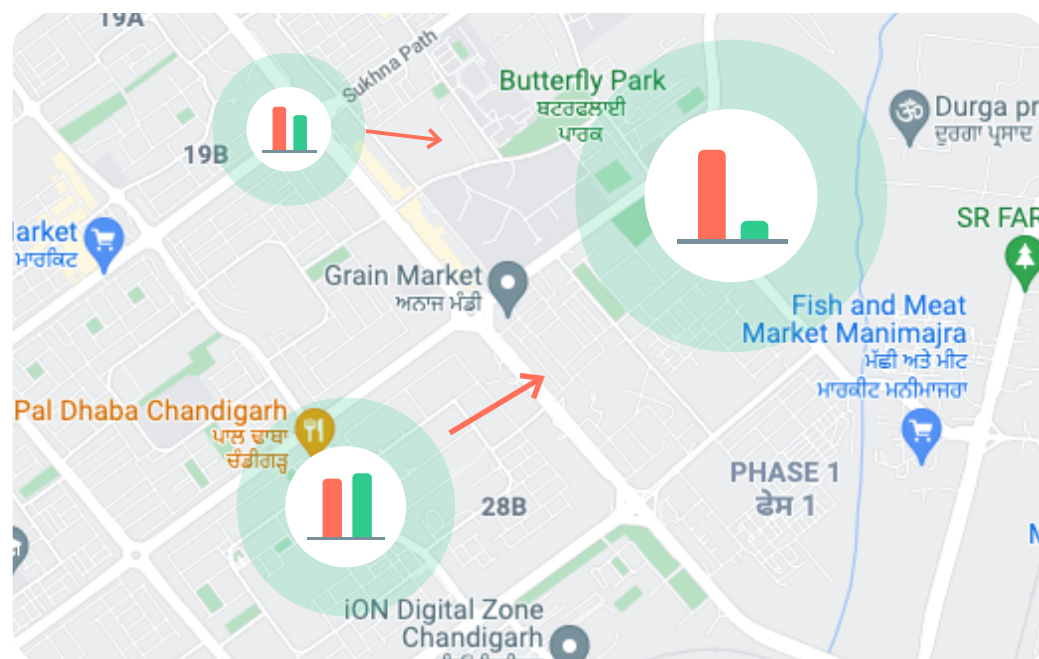 19A
Sukhna Path
Butterfly Park
ਬਟਰਫਲਾਈ
ਪਾਰਕ
Durga pr
ਦੁਰਗਾ ਪ੍ਰਸਾਦ
19B
SR FAR
arket
ਮਾਰਕਿਟ
Grain Market
ਅਨਾਜ ਮੰਡੀ
Fish and Meat
Market Manimajra
ਮੱਛੀ ਅਤੇ ਮੀਟ
ਮਾਰਕੀਟ ਮਨੀਮਾਜਰਾ
Pal Dhaba Chandigarh
ਪਾਲ ਢਾਬਾ
ਚੰਡੀਗੜ੍ਹ
PHASE 1
ਫੇਸ 1
28B
M
iON Digital Zone
Chandigarh